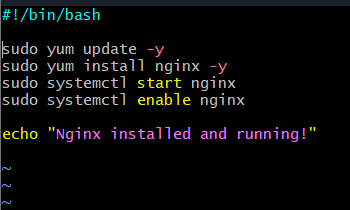 #!/bin/bash
sudo yum update -y
sudo yum install nginx -y
sudo systemctl start nginx
sudo systemctl enable nginx
echo "Nginx installed and running!"
~
~
~